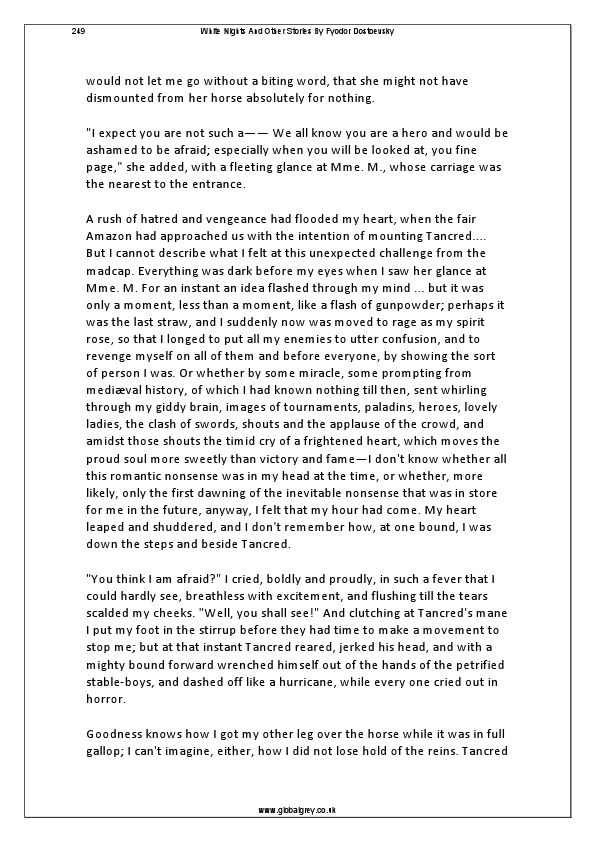 249 White Nights And Other Stories By Fyodor Dostoevsky
would not let me go without a biting word, that she might not have
dismounted from her horse absolutely for nothing.
"I expect you are not such a—— We all know you are a hero and would be
ashamed to be afraid; especially when you will be looked at, you fine
page," she added, with a fleeting glance at Mme. M., whose carriage was
the nearest to the entrance.
A rush of hatred and vengeance had flooded my heart, when the fair
Amazon had approached us with the intention of mounting Tancred....
But I cannot describe what I felt at this unexpected challenge from the
madcap. Everything was dark before my eyes when I saw her glance at
Mme. M. For an instant an idea flashed through my mind ... but it was
only a moment, less than a moment, like a flash of gunpowder; perhaps it
was the last straw, and I suddenly now was moved to rage as my spirit
rose, so that I longed to put all my enemies to utter confusion, and to
revenge myself on all of them and before everyone, by showing the sort
of person I was. Or whether by some miracle, some prompting from
mediæval history, of which I had known nothing till then, sent whirling
through my giddy brain, images of tournaments, paladins, heroes, lovely
ladies, the clash of swords, shouts and the applause of the crowd, and
amidst those shouts the timid cry of a frightened heart, which moves the
proud soul more sweetly than victory and fame—I don't know whether all
this romantic nonsense was in my head at the time, or whether, more
likely, only the first dawning of the inevitable nonsense that was in store
for me in the future, anyway, I felt that my hour had come. My heart
leaped and shuddered, and I don't remember how, at one bound, I was
down the steps and beside Tancred.
"You think I am afraid?" I cried, boldly and proudly, in such a fever that I
could hardly see, breathless with excitement, and flushing till the tears
scalded my cheeks. "Well, you shall see!" And clutching at Tancred's mane
I put my foot in the stirrup before they had time to make a movement to
stop me; but at that instant Tancred reared, jerked his head, and with a
mighty bound forward wrenched himself out of the hands of the petrified
stable-boys, and dashed off like a hurricane, while every one cried out in
horror.
Goodness knows how I got my other leg over the horse while it was in full
gallop; I can't imagine, either, how I did not lose hold of the reins. Tancred
www.globalgrey.co.uk